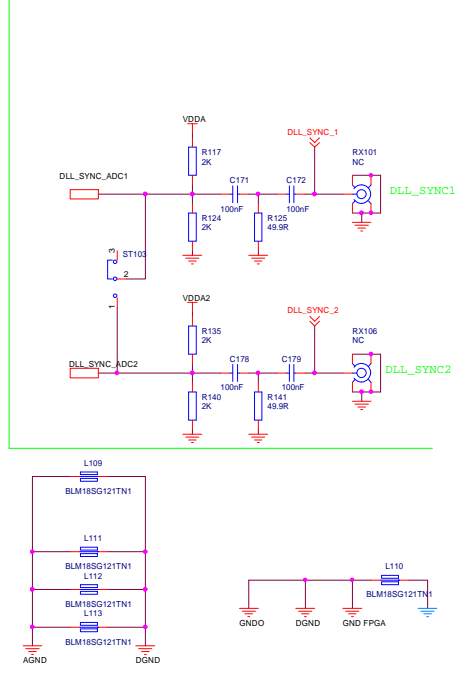 VDDA
DLL_SYNC_1
R117
2K
RX101
NC
DLL_SYNC_ADC1
C171
C172
DLL_SYNC1
100nF
100nF
R124
2K
R125
49.9R
3
ST103
2
1
VDDA2
DLL_SYNC_2
R135
2K
RX106
NC
DLL_SYNC_ADC2
C178
C179
DLL_SYNC2
100nF
100nF
R140
2K
R141
49.9R
L109
BLM18SG121TN1
L111
BLM18SG121TN1
L112
BLM18SG121TN1
L113
BLM18SG121TN1
AGND
DGND
L110
BLM18SG121TN1
GNDO
DGND
GND FPGA